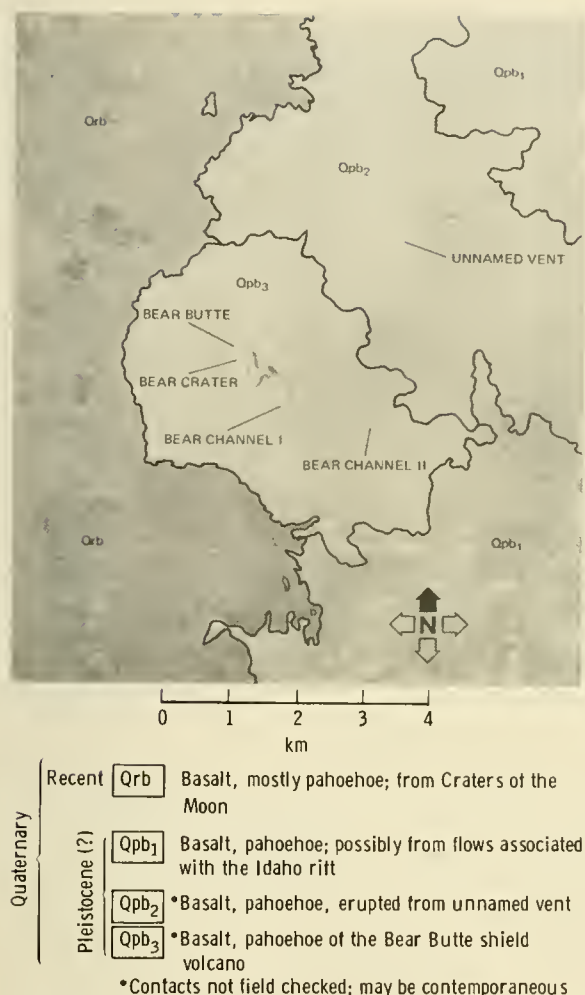 Qpb1
Qrb
Qpb2
UNNAMED VENT
Qpb3
BEAR BUTTE
BEAR CRATER
BEAR CHANNEL I
BEAR CHANNEL II
Qrb
Qpb1
N
0 1 2 3 4
km
Quaternary
Recent Qrb Basalt, mostly pahoehoe; from Craters of the
Moon
Pleistocene (?)
Qpb1 Basalt, pahoehoe; possibly from flows associated
with the Idaho rift
Qpb2 •Basalt, pahoehoe, erupted from unnamed vent
Qpb3 •Basalt, pahoehoe of the Bear Butte shield
volcano
•Contacts not field checked; may be contemporaneous